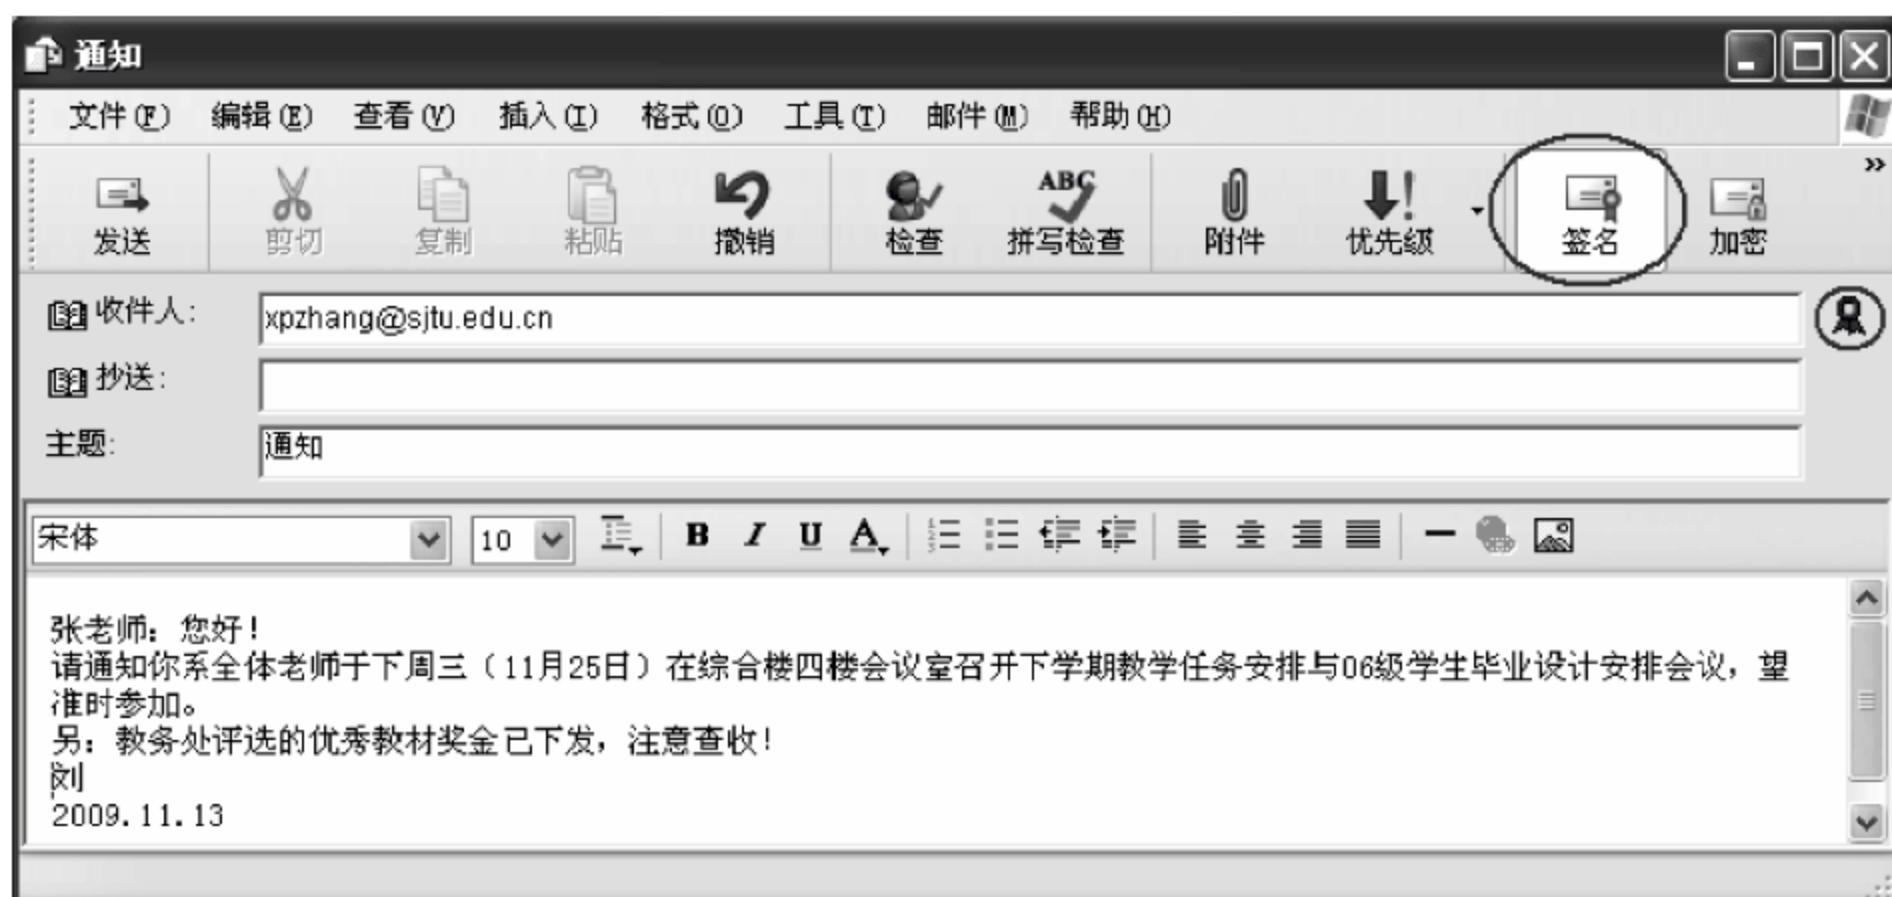 通知
文件(F) 编辑(E) 查看(V) 插入(I) 格式(O) 工具(T) 邮件(M) 帮助(H)
发送 剪切 复制 粘贴 撤销 检查 ABC 拼写检查 附件 优先级 签名 加密 »
收件人: xpzhang@sjtu.edu.cn
抄送:
主题: 通知
宋体 10 B I U A
张老师：您好！
请通知你系全体老师于下周三（11月25日）在综合楼四楼会议室召开下学期教学任务安排与06级学生毕业设计安排会议，望
准时参加。
另：教务处评选的优秀教材奖金已下发，注意查收！
刘
2009.11.13